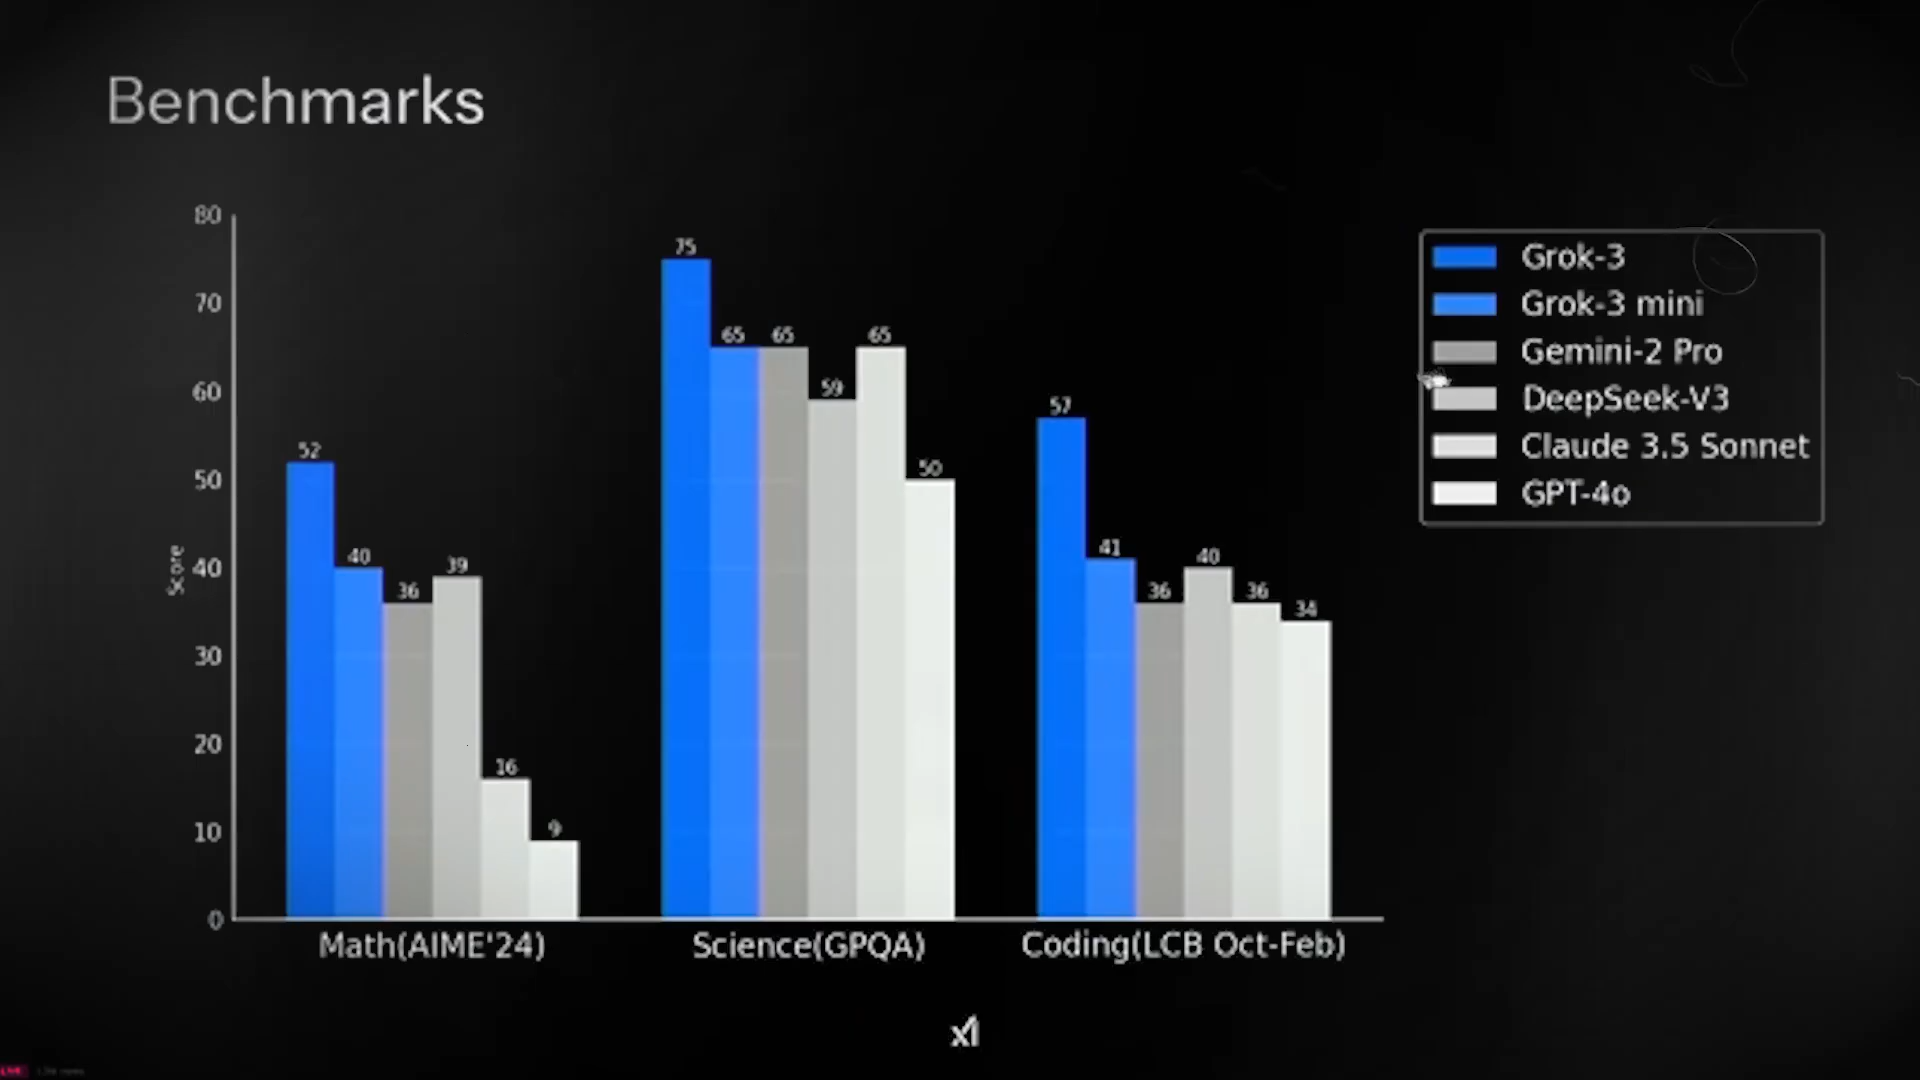 Benchmarks
80
70
60
50
40
30
20
10
0
Score
52
40
36
39
16
9
75
65
65
59
65
50
57
41
36
40
36
34
Math(AIME'24)
Science(GPQA)
Coding(LCB Oct-Feb)
Grok-3
Grok-3 mini
Gemini-2 Pro
DeepSeek-V3
Claude 3.5 Sonnet
GPT-4o
xI
LIVE